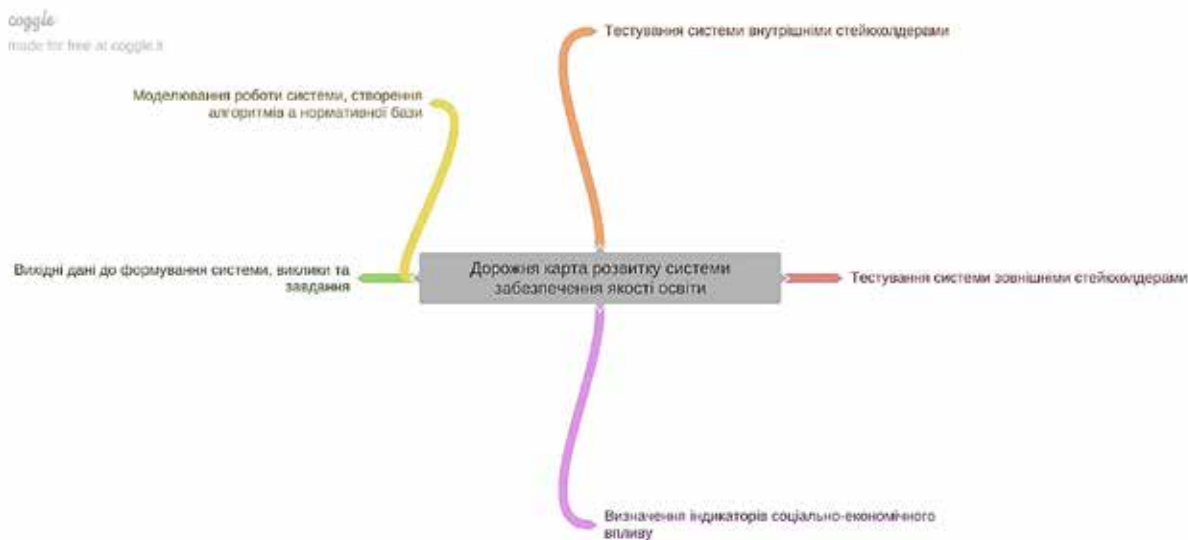 coggle
made for free at coggle.it
Тестування системи внутрішніми стейкхолдерами
Моделювання роботи системи, створення
алгоритмів а нормативної бази
Дорожня карта розвитку системи
забезпечення якості освіти
Вихідні дані до формування системи, виклики та
завдання
Тестування системи зовнішніми стейкхолдерами
Визначення індикаторів соціально-економічного
впливу